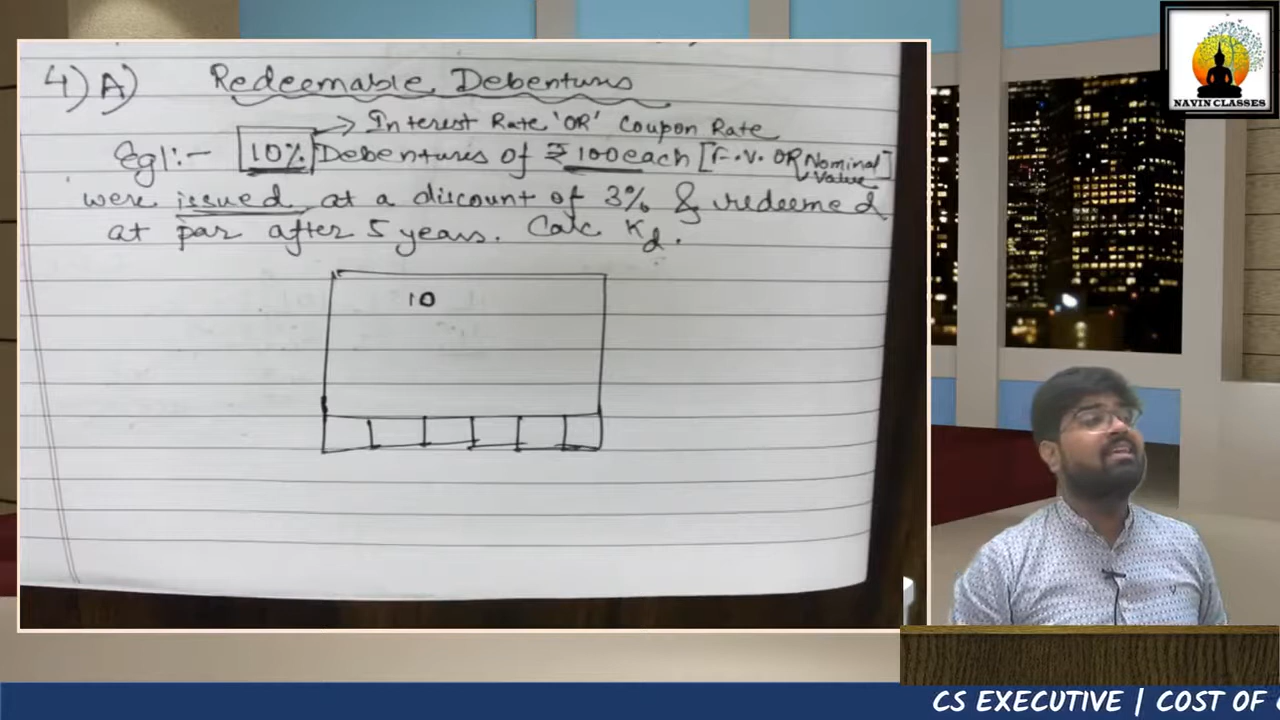 4) A) Redeemable Debentures
→ Interest Rate 'OR' Coupon Rate
Eg1:- 10% Debentures of ₹100 each [F.V. OR Nominal Value]
were issued at a discount of 3% & redeemed
at par after 5 years. Calc Kd.
10
NAVIN CLASSES
CS EXECUTIVE | COST OF